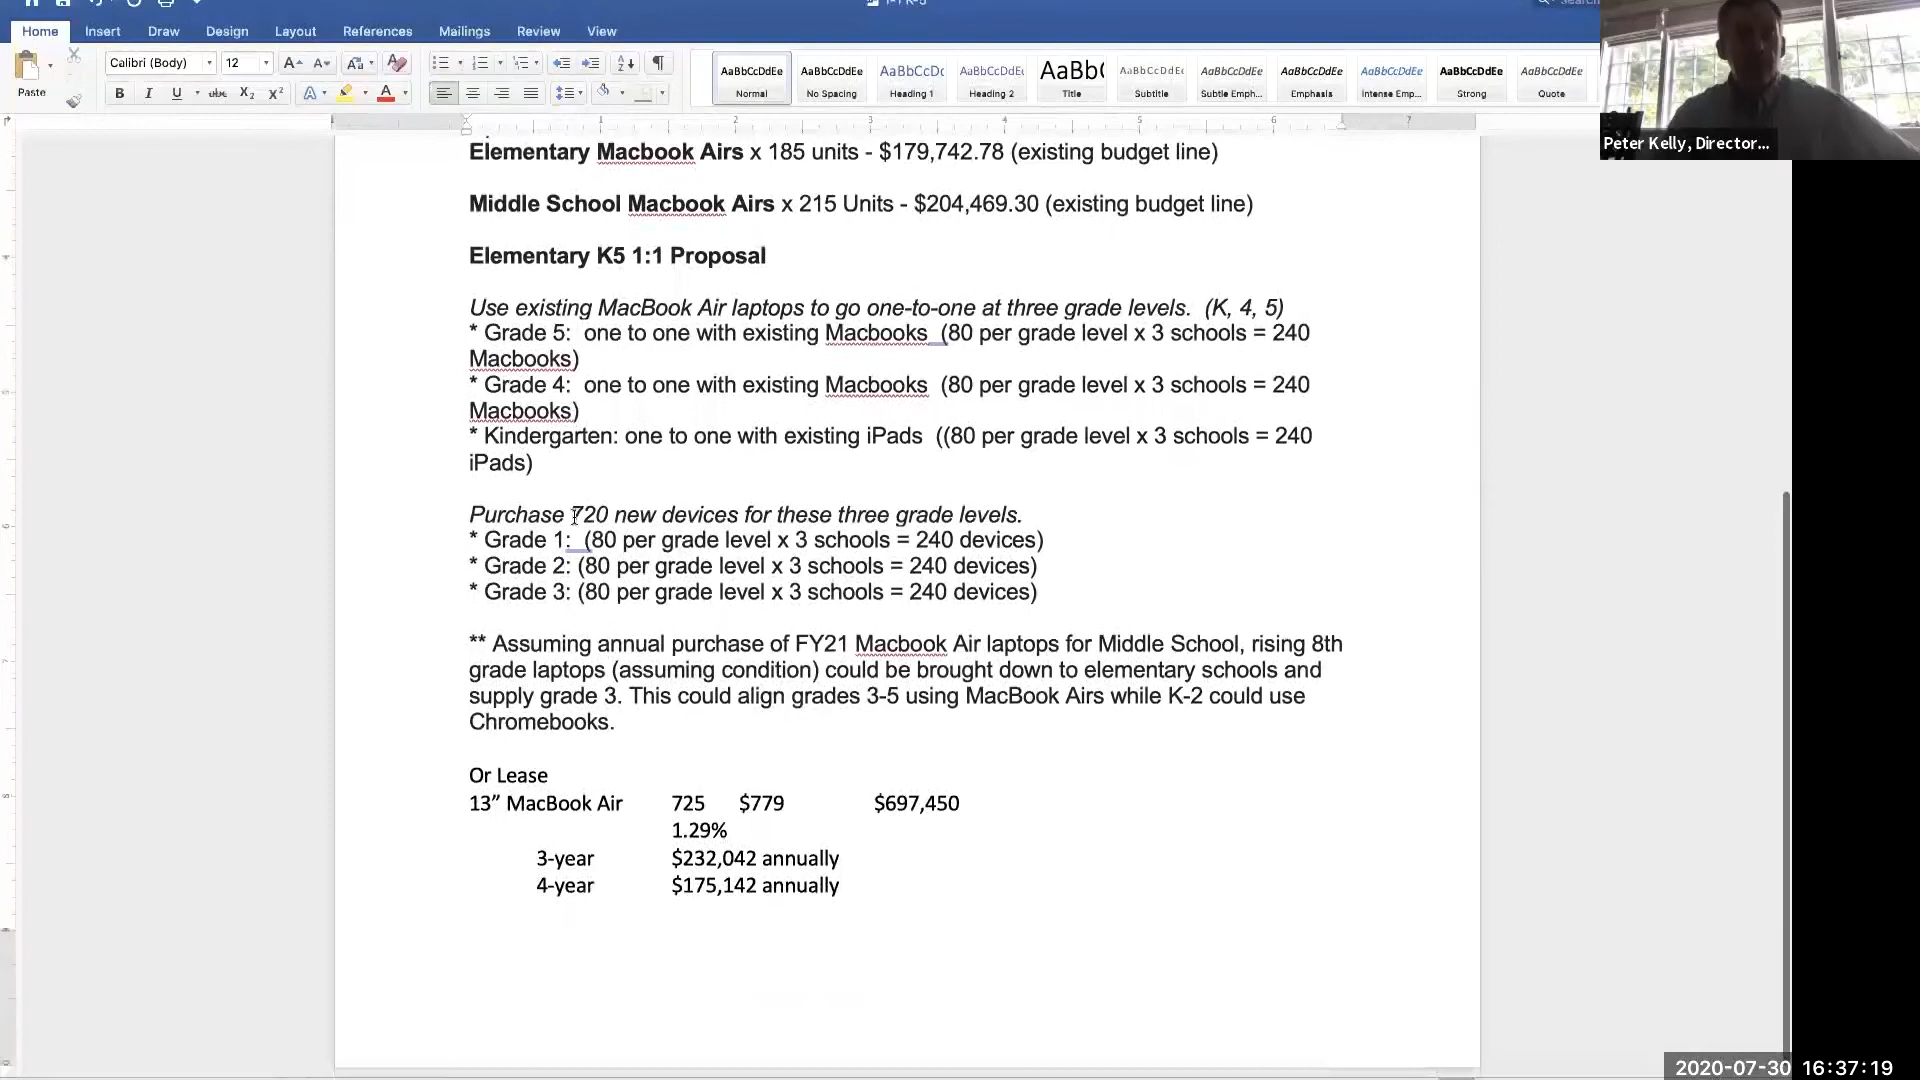 Home Insert Draw Design Layout References Mailings Review View
Calibri (Body) 12
Paste
AaBbCcDdEe AaBbCcDdEe AaBbCcDc AaBbCcDdEe AaBb( AaBbCcDdEe AaBbCcDdEe AaBbCcDdEe AaBbCcDdEe AaBbCcDdEe AaBbCcDdEe
Normal No Spacing Heading 1 Heading 2 Title Subtitle Subtle Emph... Emphasis Intense Emp... Strong Quote
Peter Kelly, Director...
1 2 3 4 5 6 7
Elementary Macbook Airs x 185 units - $179,742.78 (existing budget line)
Middle School Macbook Airs x 215 Units - $204,469.30 (existing budget line)
Elementary K5 1:1 Proposal
Use existing MacBook Air laptops to go one-to-one at three grade levels. (K, 4, 5)
* Grade 5: one to one with existing Macbooks (80 per grade level x 3 schools = 240
Macbooks)
* Grade 4: one to one with existing Macbooks (80 per grade level x 3 schools = 240
Macbooks)
* Kindergarten: one to one with existing iPads ((80 per grade level x 3 schools = 240
iPads)
Purchase 720 new devices for these three grade levels.
* Grade 1: (80 per grade level x 3 schools = 240 devices)
* Grade 2: (80 per grade level x 3 schools = 240 devices)
* Grade 3: (80 per grade level x 3 schools = 240 devices)
** Assuming annual purchase of FY21 Macbook Air laptops for Middle School, rising 8th
grade laptops (assuming condition) could be brought down to elementary schools and
supply grade 3. This could align grades 3-5 using MacBook Airs while K-2 could use
Chromebooks.
Or Lease
13” MacBook Air 725 $779 $697,450
1.29%
3-year $232,042 annually
4-year $175,142 annually
2020-07-30 16:37:19